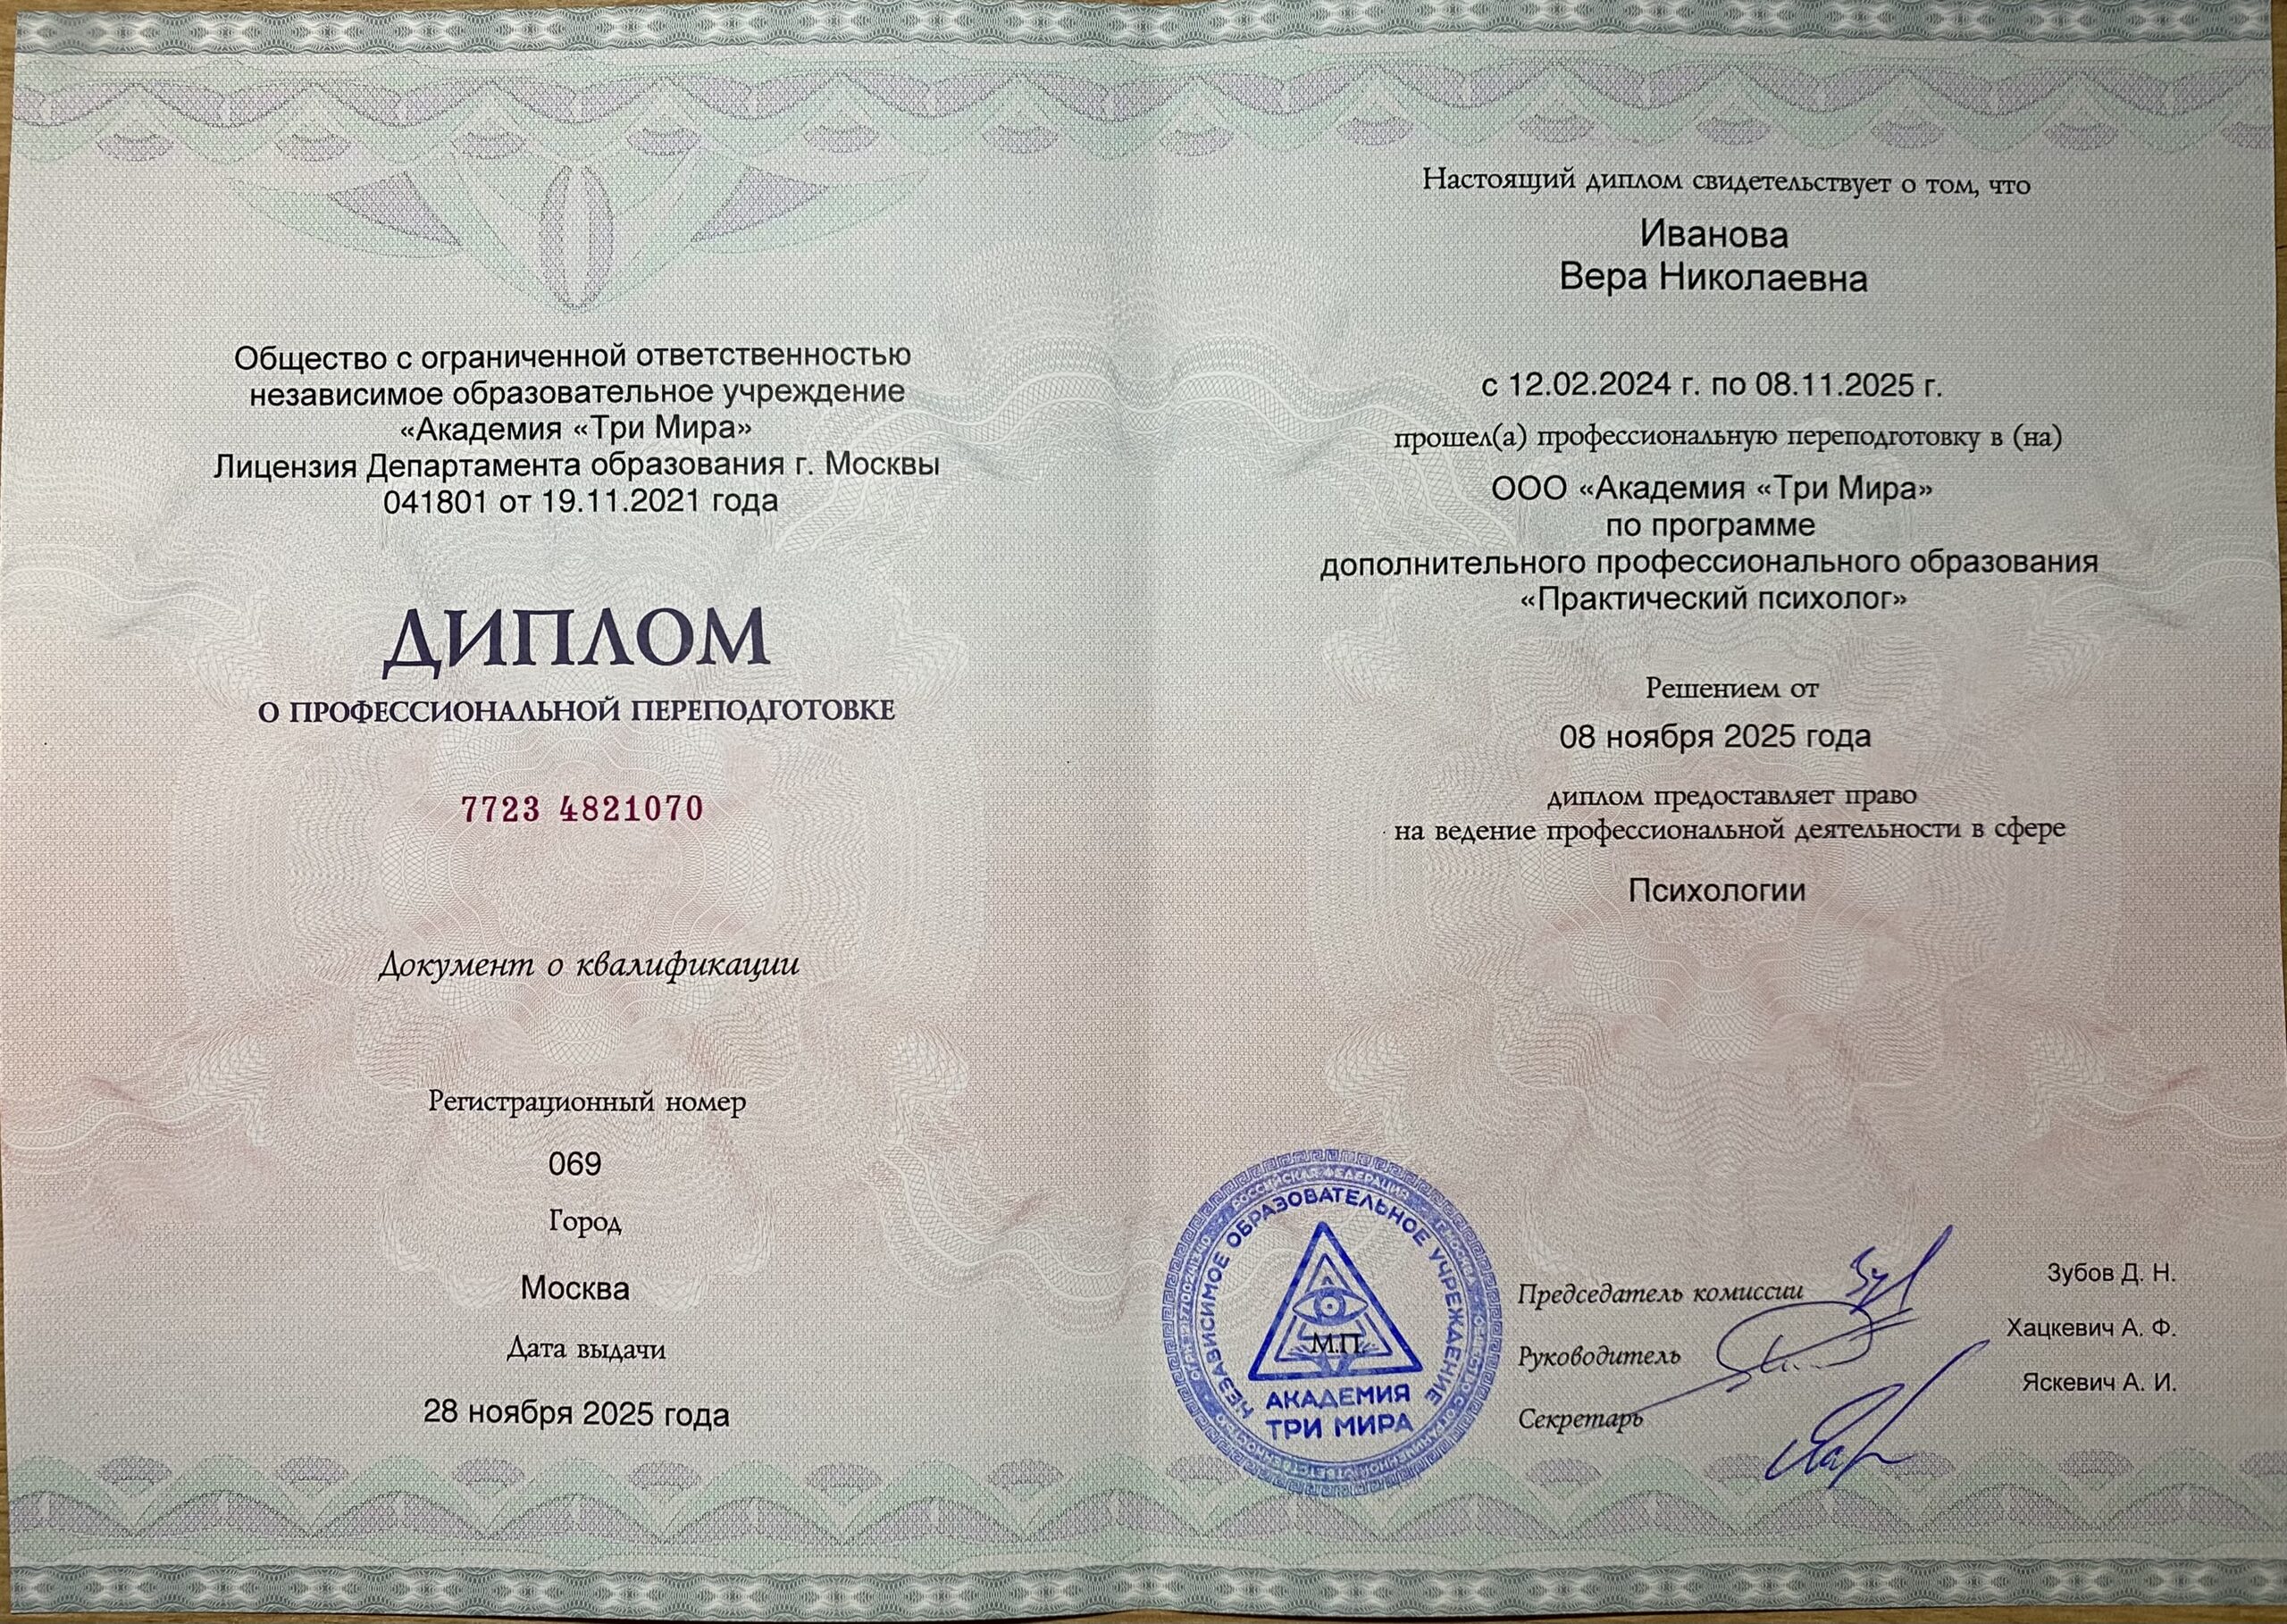 Общество с ограниченной ответственностью
независимое образовательное учреждение
«Академия «Три Мира»
Лицензия Департамента образования г. Москвы
041801 от 19.11.2021 года
ДИПЛОМ
О ПРОФЕССИОНАЛЬНОЙ ПЕРЕПОДГОТОВКЕ
7723 4821070
Документ о квалификации
Регистрационный номер
069
Город
Москва
Дата выдачи
28 ноября 2025 года
Настоящий диплом свидетельствует о том, что
Иванова
Вера Николаевна
с 12.02.2024 г. по 08.11.2025 г.
прошел(а) профессиональную переподготовку в (на)
ООО «Академия «Три Мира»
по программе
дополнительного профессионального образования
«Практический психолог»
Решением от
08 ноября 2025 года
диплом предоставляет право
на ведение профессиональной деятельности в сфере
Психологии
РОССИЙСКАЯ ФЕДЕРАЦИЯ
НЕЗАВИСИМОЕ ОБРАЗОВАТЕЛЬНОЕ УЧРЕЖДЕНИЕ
М.П.
АКАДЕМИЯ
ТРИ МИРА
Председатель комиссии
Зубов Д. Н.
Руководитель
Хацкевич А. Ф.
Секретарь
Яскевич А. И.